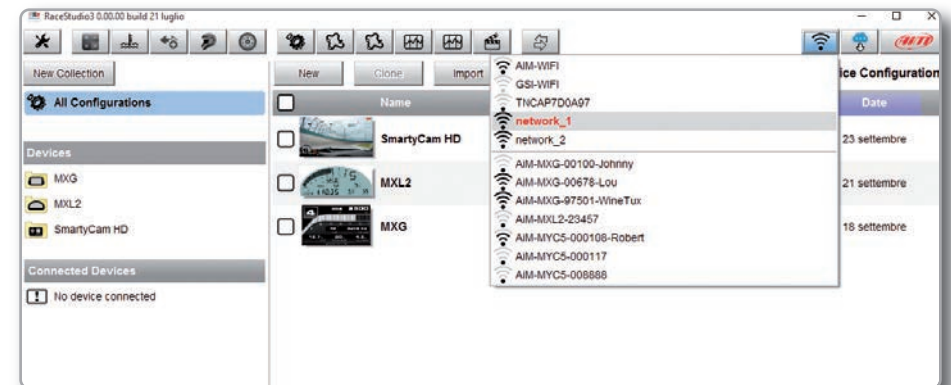 RaceStudio3 0.00.00 build 21 luglio
AiM
New Collection
New Clone Import
ice Configuration
All Configurations
Name Date
SmartyCam HD 23 settembre
MXL2 21 settembre
MXG 18 settembre
Devices
MXG
MXL2
SmartyCam HD
Connected Devices
No device connected
AiM-WIFI
GSI-WIFI
TNCAP7D0A97
network_1
network_2
AiM-MXG-00100-Johnny
AiM-MXG-00678-Lou
AiM-MXG-97501-WineTux
AiM-MXL2-23457
AiM-MYC5-000108-Robert
AiM-MYC5-000117
AiM-MYC5-008888